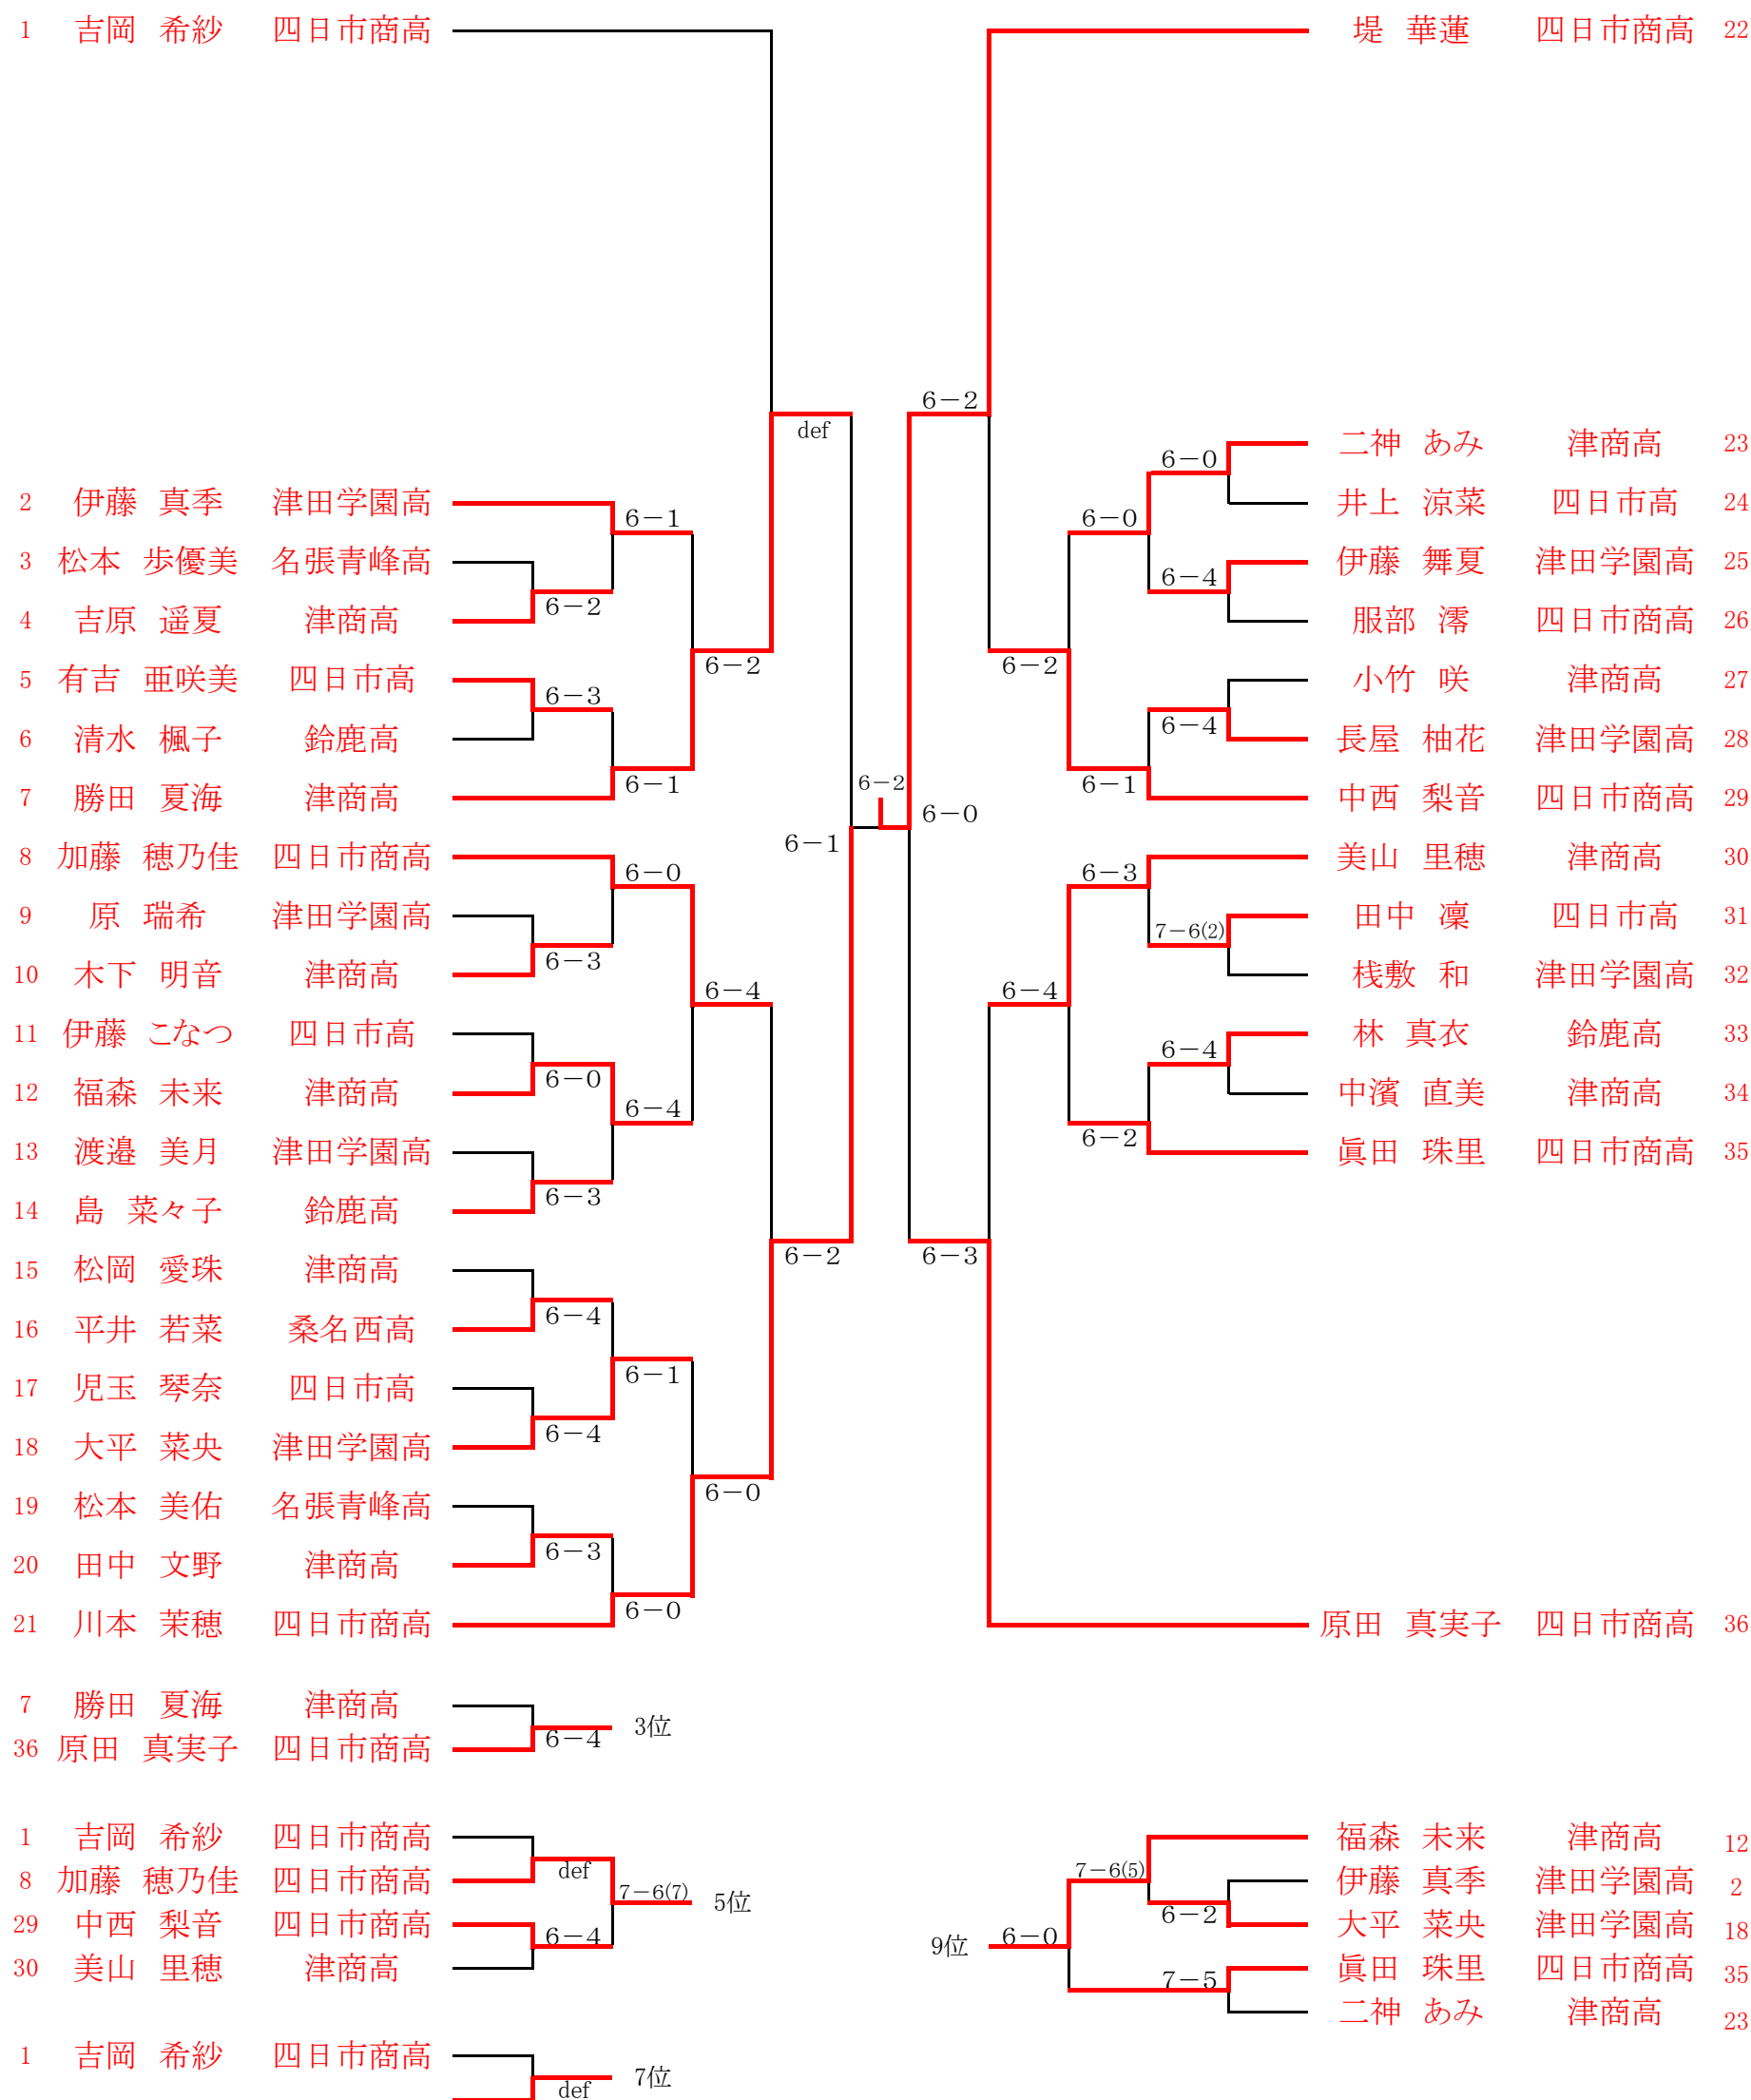 1 吉岡 希紗 四日市商高
堤 華蓮 四日市商高 22
6-2
def
二神 あみ 津商高 23
6-0
2 伊藤 真季 津田学園高
井上 涼菜 四日市高 24
6-1
6-0
3 松本 歩優美 名張青峰高
伊藤 舞夏 津田学園高 25
6-4
6-2
4 吉原 遥夏 津商高
服部 澪 四日市商高 26
6-2
6-2
5 有吉 亜咲美 四日市高
小竹 咲 津商高 27
6-3
6-4
6 清水 楓子 鈴鹿高
長屋 柚花 津田学園高 28
6-1
6-2
6-1
7 勝田 夏海 津商高
中西 梨音 四日市商高 29
6-0
6-1
8 加藤 穂乃佳 四日市商高
美山 里穂 津商高 30
6-0
6-3
9 原 瑞希 津田学園高
田中 凜 四日市高 31
7-6(2)
6-3
10 木下 明音 津商高
桟敷 和 津田学園高 32
6-4
6-4
11 伊藤 こなつ 四日市高
林 真衣 鈴鹿高 33
6-4
6-0
12 福森 未来 津商高
中濱 直美 津商高 34
6-4
6-2
13 渡邉 美月 津田学園高
眞田 珠里 四日市商高 35
6-3
14 島 菜々子 鈴鹿高
6-2
6-3
15 松岡 愛珠 津商高
6-4
16 平井 若菜 桑名西高
6-1
17 児玉 琴奈 四日市高
6-4
18 大平 菜央 津田学園高
6-0
19 松本 美佑 名張青峰高
6-3
20 田中 文野 津商高
6-0
21 川本 茉穂 四日市商高
原田 真実子 四日市商高 36
7 勝田 夏海 津商高
6-4 3位
36 原田 真実子 四日市商高
1 吉岡 希紗 四日市商高
def
8 加藤 穂乃佳 四日市商高
7-6(7) 5位
29 中西 梨音 四日市商高
6-4
30 美山 里穂 津商高
福森 未来 津商高 12
7-6(5)
伊藤 真季 津田学園高 2
6-2
大平 菜央 津田学園高 18
9位 6-0
眞田 珠里 四日市商高 35
7-5
二神 あみ 津商高 23
1 吉岡 希紗 四日市商高
def 7位